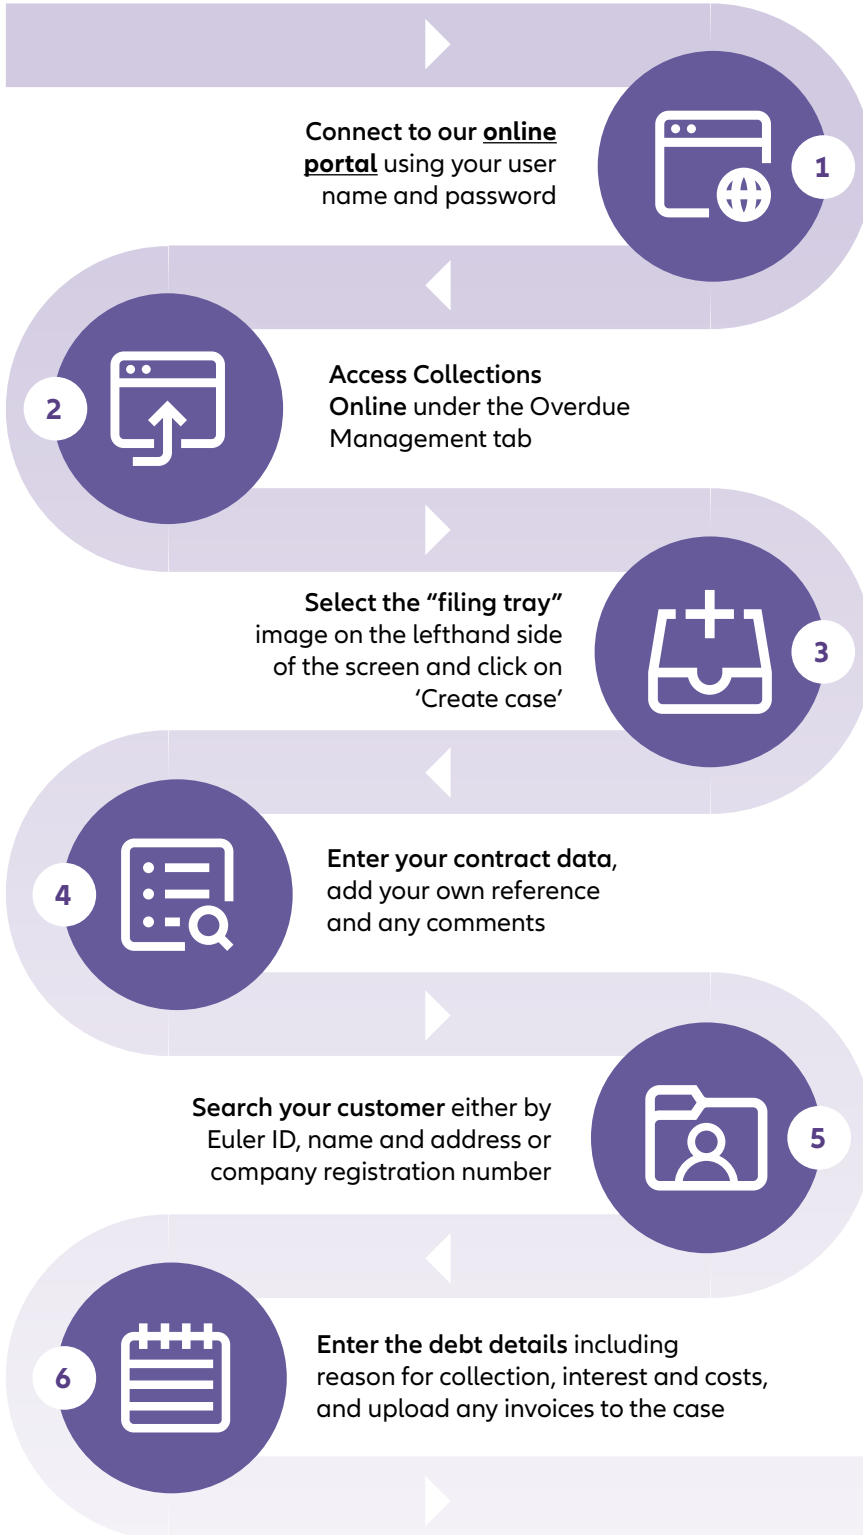 Connect to our online
portal using your user
name and password
1
2
Access Collections
Online under the Overdue
Management tab
Select the “filing tray”
image on the lefthand side
of the screen and click on
‘Create case’
3
4
Enter your contract data,
add your own reference
and any comments
Search your customer either by
Euler ID, name and address or
company registration number
5
6
Enter the debt details including
reason for collection, interest and costs,
and upload any invoices to the case